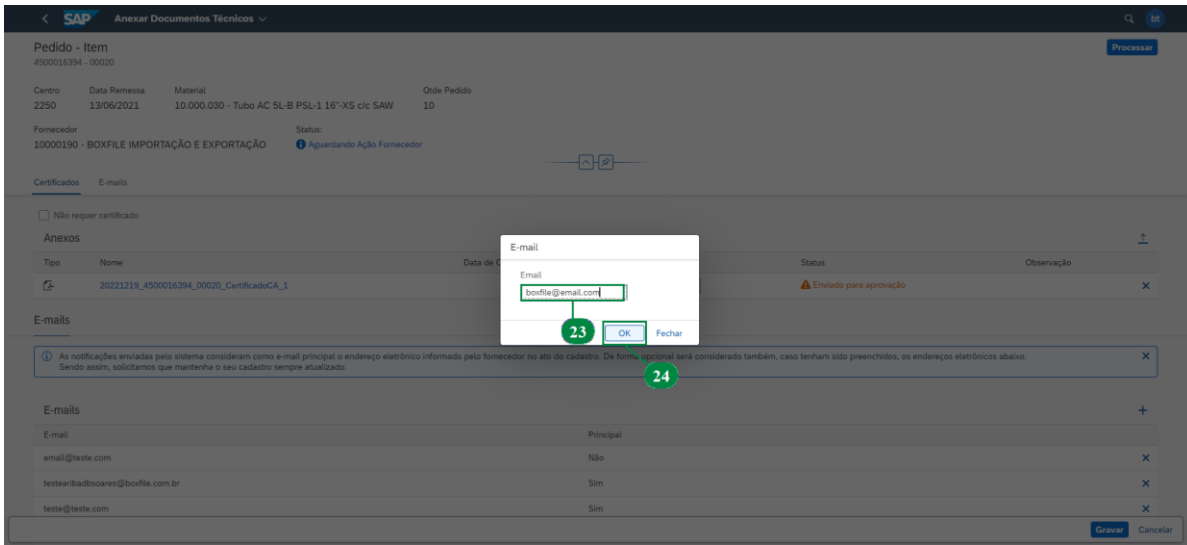 SAP Anexar Documentos Técnicos bt
Pedido - Item Processar
4500016394 - 00020
Centro Data Remessa Material Qtde Pedido
2250 13/06/2021 10.000.030 - Tubo AC 5L-B PSL-1 16"-XS c/c SAW 10
Fornecedor Status:
10000190 - BOXFILE IMPORTAÇÃO E EXPORTAÇÃO Aguardando Ação Fornecedor
Certificados E-mails
Não requer certificado
Anexos
Tipo Nome Data de Status Observação
20221219_4500016394_00020_CertificadoCA_1 Enviado para aprovação
E-mail
Email
boxfile@email.com
23 OK Fechar
24
E-mails
As notificações enviadas pelo sistema consideram como e-mail principal o endereço eletrônico informado pelo fornecedor no ato do cadastro. De forma opcional será considerado também, caso tenham sido preenchidos, os endereços eletrônicos abaixo.
Sendo assim, solicitamos que mantenha o seu cadastro sempre atualizado.
E-mails
E-mail Principal
email@teste.com Não
testearibadbsoares@boxfile.com.br Sim
teste@teste.com Sim
Gravar Cancelar